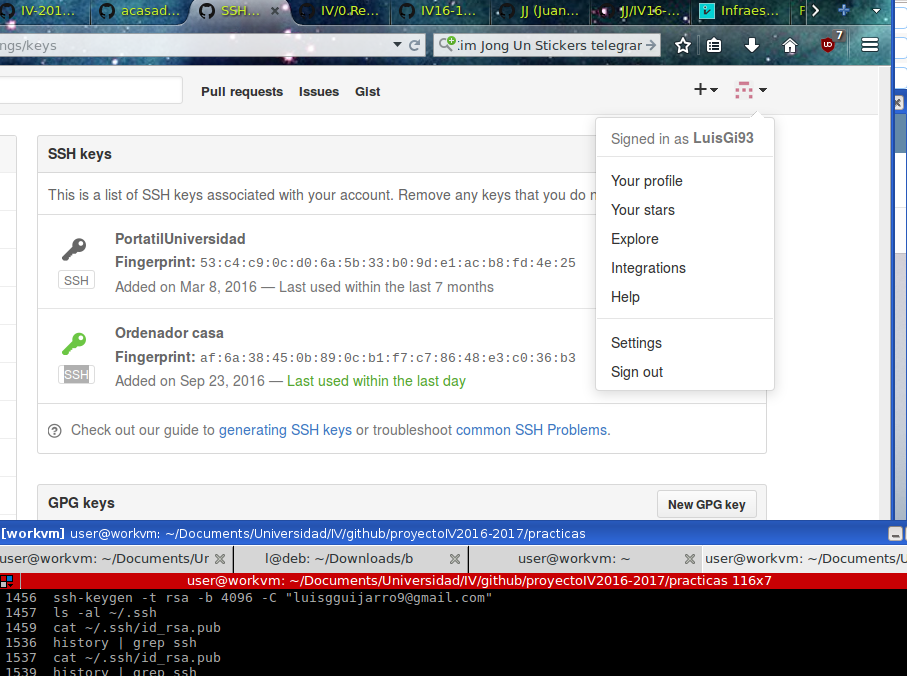 IV-201...
acasad...
SSH...
IV/0.Re...
IV16-1...
JJ (Juan...
JJ/IV16-...
Infraes...
F
ngs/keys
:im Jong Un Stickers telegrar
7
Pull requests Issues Gist
Signed in as LuisGi93
Your profile
Your stars
Explore
Integrations
Help
Settings
Sign out
SSH keys
This is a list of SSH keys associated with your account. Remove any keys that you do n
PortatilUniversidad
Fingerprint: 53:c4:c9:0c:d0:6a:5b:33:b0:9d:e1:ac:b8:fd:4e:25
SSH
Added on Mar 8, 2016 — Last used within the last 7 months
Ordenador casa
Fingerprint: af:6a:38:45:0b:89:0c:b1:f7:c7:86:48:e3:c0:36:b3
SSH
Added on Sep 23, 2016 — Last used within the last day
Check out our guide to generating SSH keys or troubleshoot common SSH Problems.
GPG keys
New GPG key
[workvm] user@workvm: ~/Documents/Universidad/IV/github/proyectoIV2016-2017/practicas
user@workvm: ~/Documents/Ur
l@deb: ~/Downloads/b
user@workvm: ~
user@workvm: ~/Documents/U
user@workvm: ~/Documents/Universidad/IV/github/proyectoIV2016-2017/practicas 116x7
1456 ssh-keygen -t rsa -b 4096 -C "luisgguijarro9@gmail.com"
1457 ls -al ~/.ssh
1459 cat ~/.ssh/id_rsa.pub
1536 history | grep ssh
1537 cat ~/.ssh/id_rsa.pub
1539 history | grep ssh